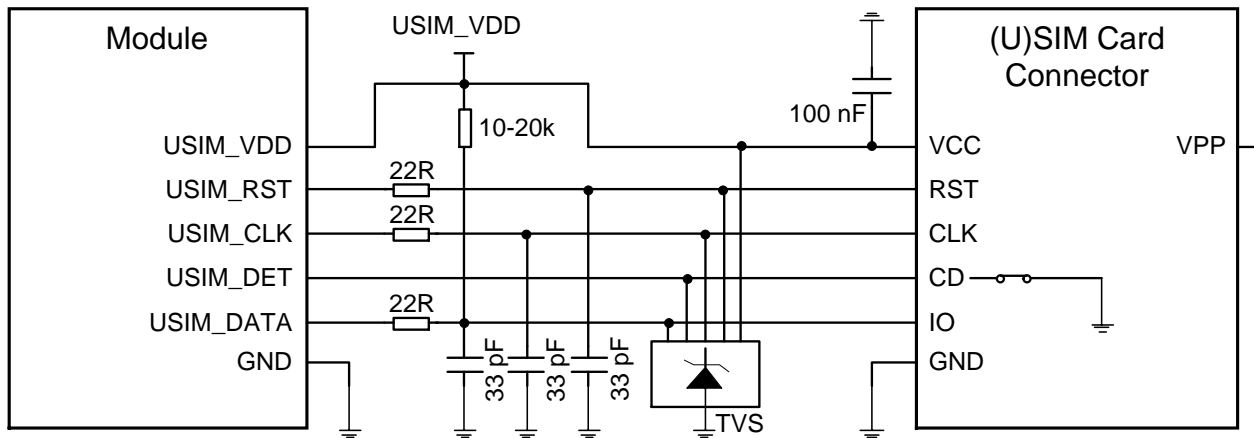 Module
USIM_VDD
(U)SIM Card
Connector
100 nF
10-20k
USIM_VDD
VCC
VPP
22R
USIM_RST
RST
22R
USIM_CLK
CLK
USIM_DET
CD
22R
USIM_DATA
IO
GND
GND
33 pF
33 pF
33 pF
TVS